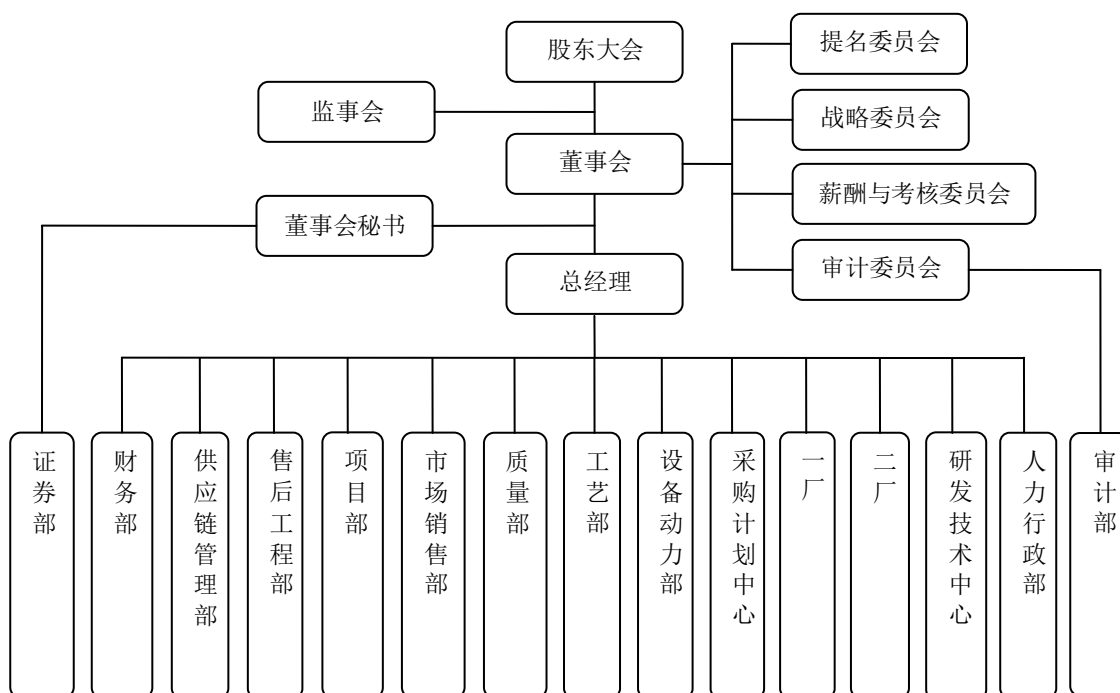 股东大会
提名委员会
监事会
战略委员会
董事会
薪酬与考核委员会
董事会秘书
审计委员会
总经理
证券部
财务部
供应链管理部
售后工程部
项目部
市场销售部
质量部
工艺部
设备动力部
采购计划中心
一厂
二厂
研发技术中心
人力行政部
审计部